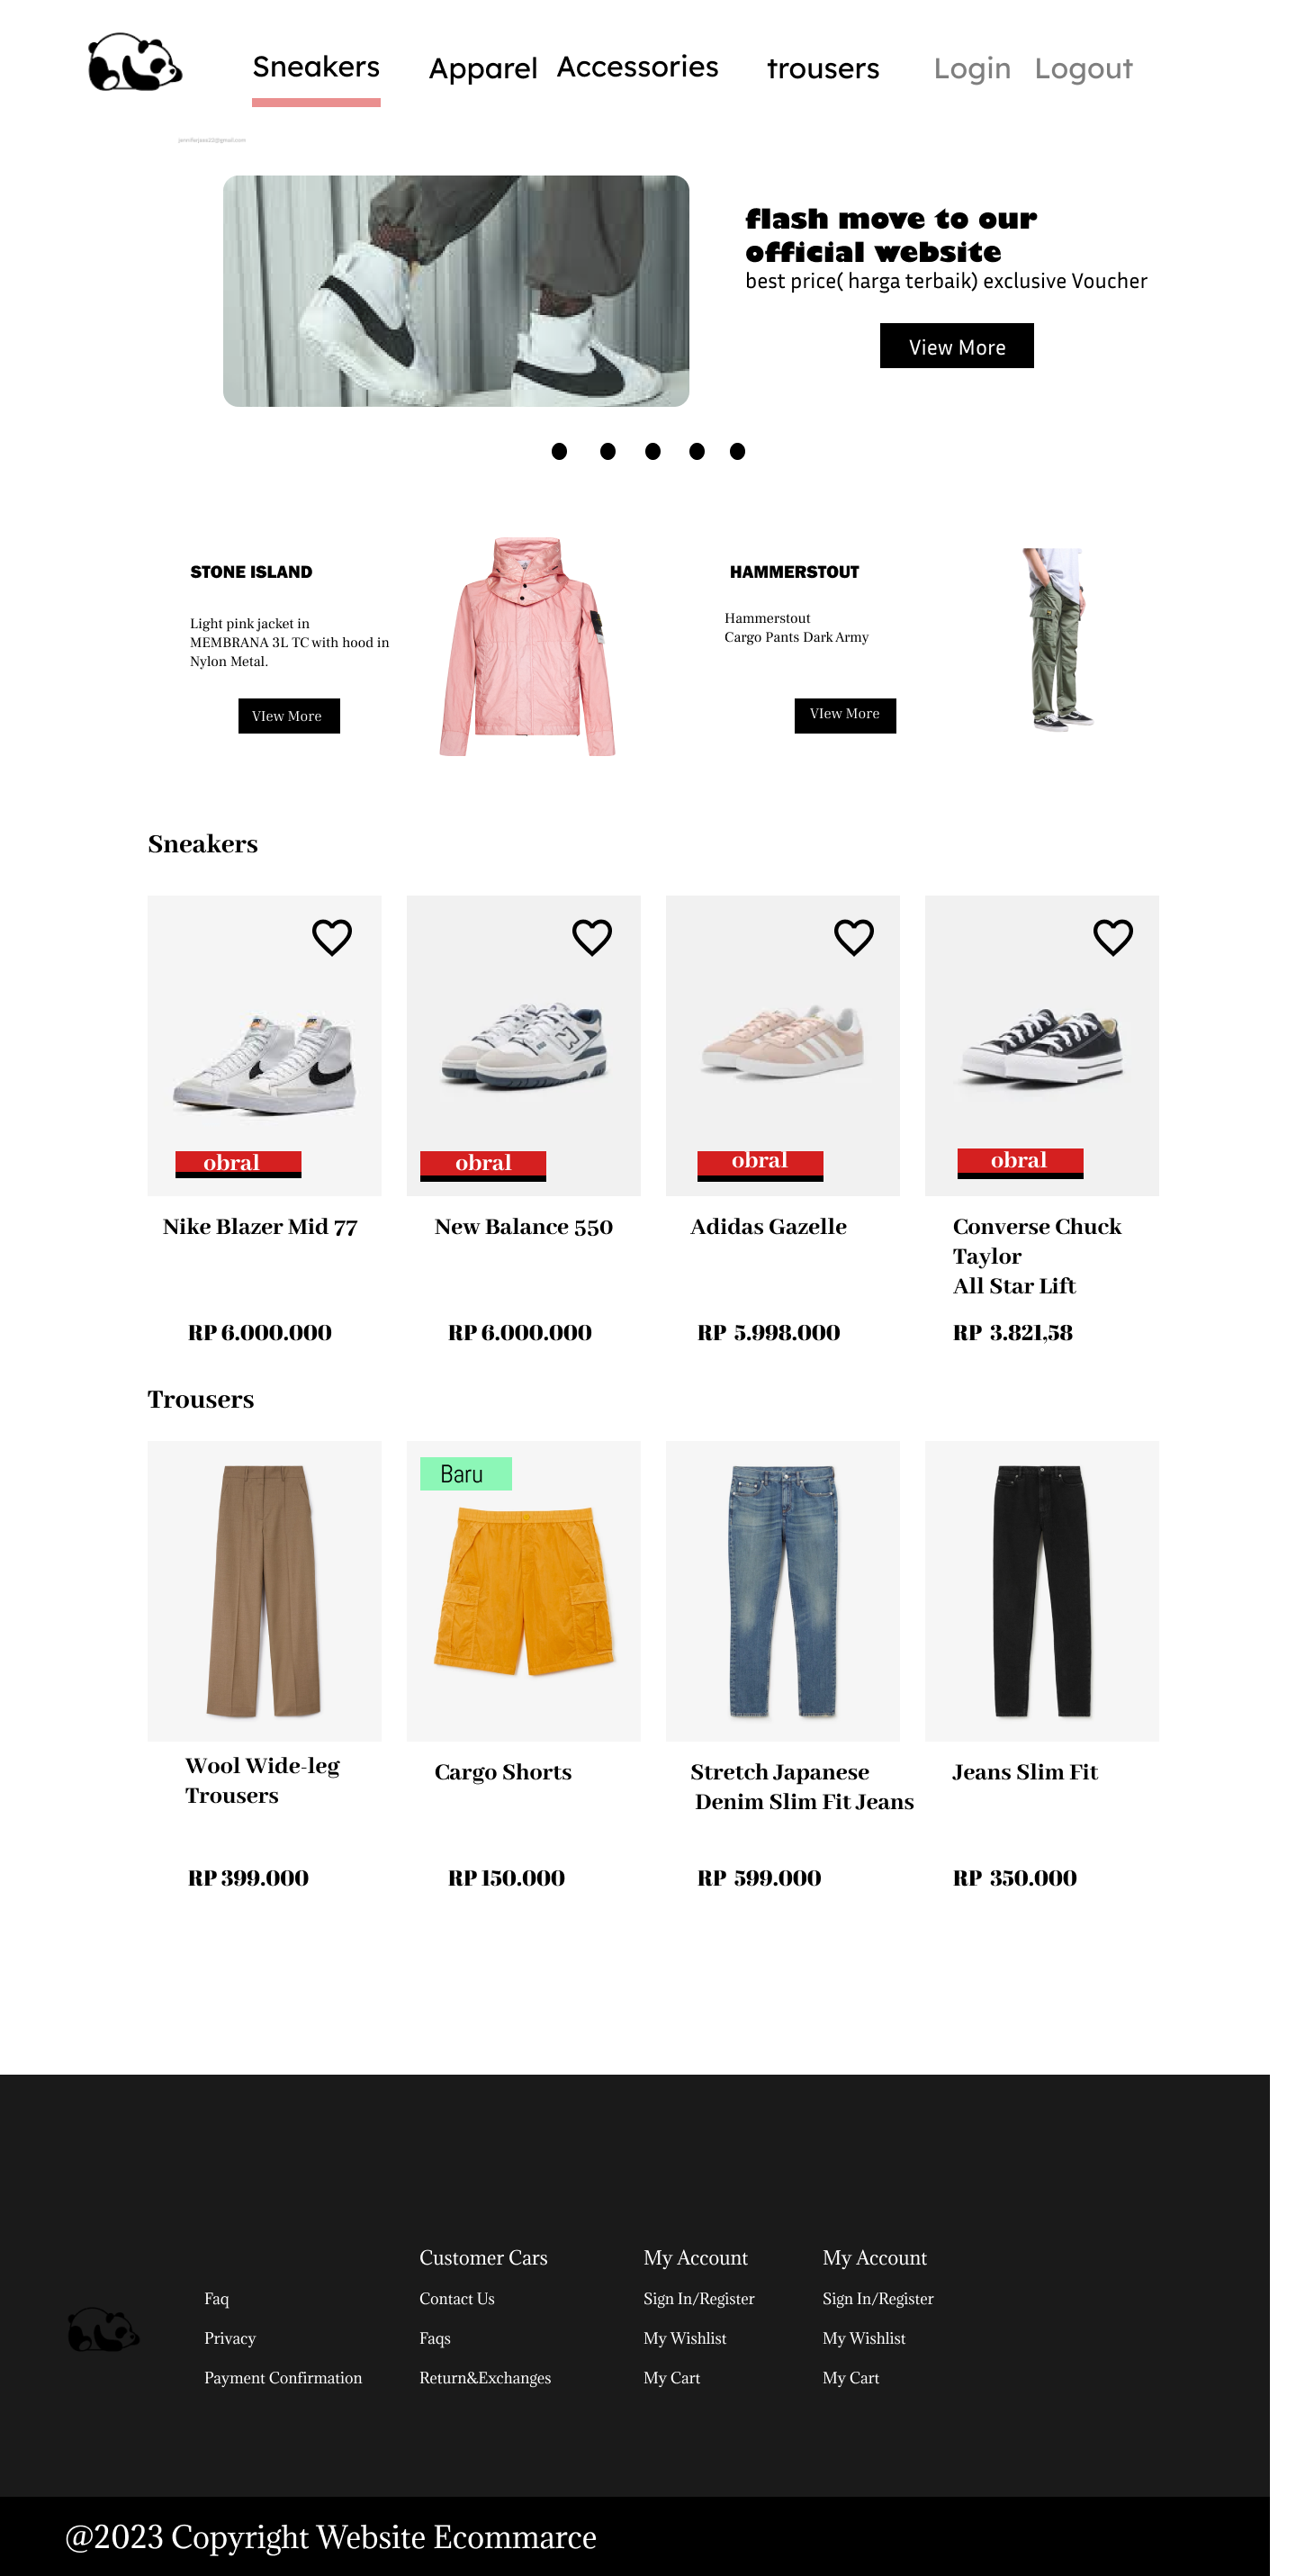 Sneakers Apparel Accessories trousers Login Logout
flash move to our
official website
best price( harga terbaik) exclusive Voucher
View More
STONE ISLAND
Light pink jacket in
MEMBRANA 3L TC with hood in
Nylon Metal.
VIew More
HAMMERSTOUT
Hammerstout
Cargo Pants Dark Army
VIew More
Sneakers
obral
obral
obral
obral
Nike Blazer Mid 77
New Balance 550
Adidas Gazelle
Converse Chuck
Taylor
All Star Lift
RP 6.000.000
RP 6.000.000
RP 5.998.000
RP 3.821,58
Trousers
Baru
Wool Wide-leg
Trousers
Cargo Shorts
Stretch Japanese
Denim Slim Fit Jeans
Jeans Slim Fit
RP 399.000
RP 150.000
RP 599.000
RP 350.000
Faq
Privacy
Payment Confirmation
Customer Cars
Contact Us
Faqs
Return&Exchanges
My Account
Sign In/Register
My Wishlist
My Cart
My Account
Sign In/Register
My Wishlist
My Cart
@2023 Copyright Website Ecommarce